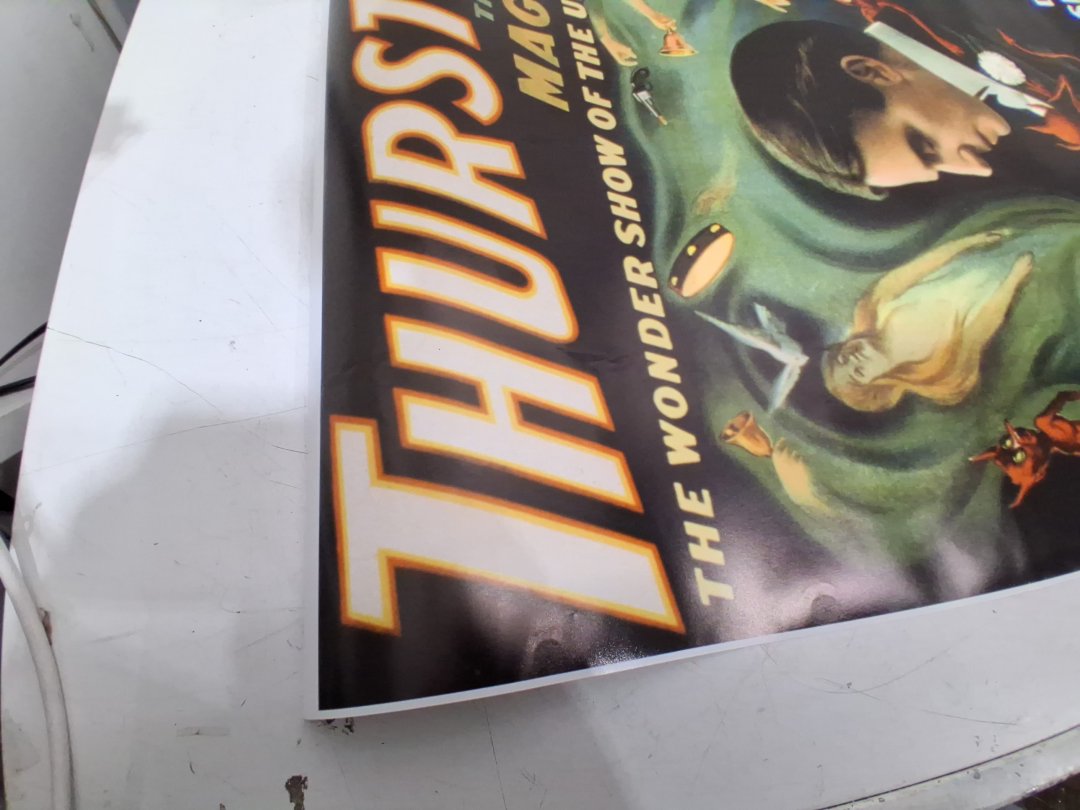 THURST
MAG
THE WONDER SHOW OF THE U